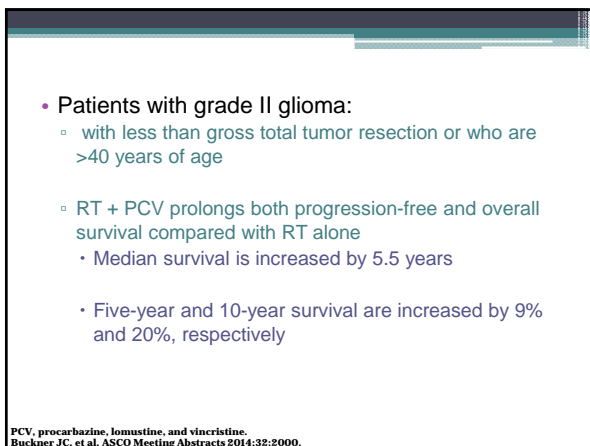 • Patients with grade II glioma:
▫ with less than gross total tumor resection or who are
>40 years of age
▫ RT + PCV prolongs both progression-free and overall
survival compared with RT alone
• Median survival is increased by 5.5 years
• Five-year and 10-year survival are increased by 9%
and 20%, respectively
PCV, procarbazine, lomustine, and vincristine.
Buckner JC, et al. ASCO Meeting Abstracts 2014;32:2000.